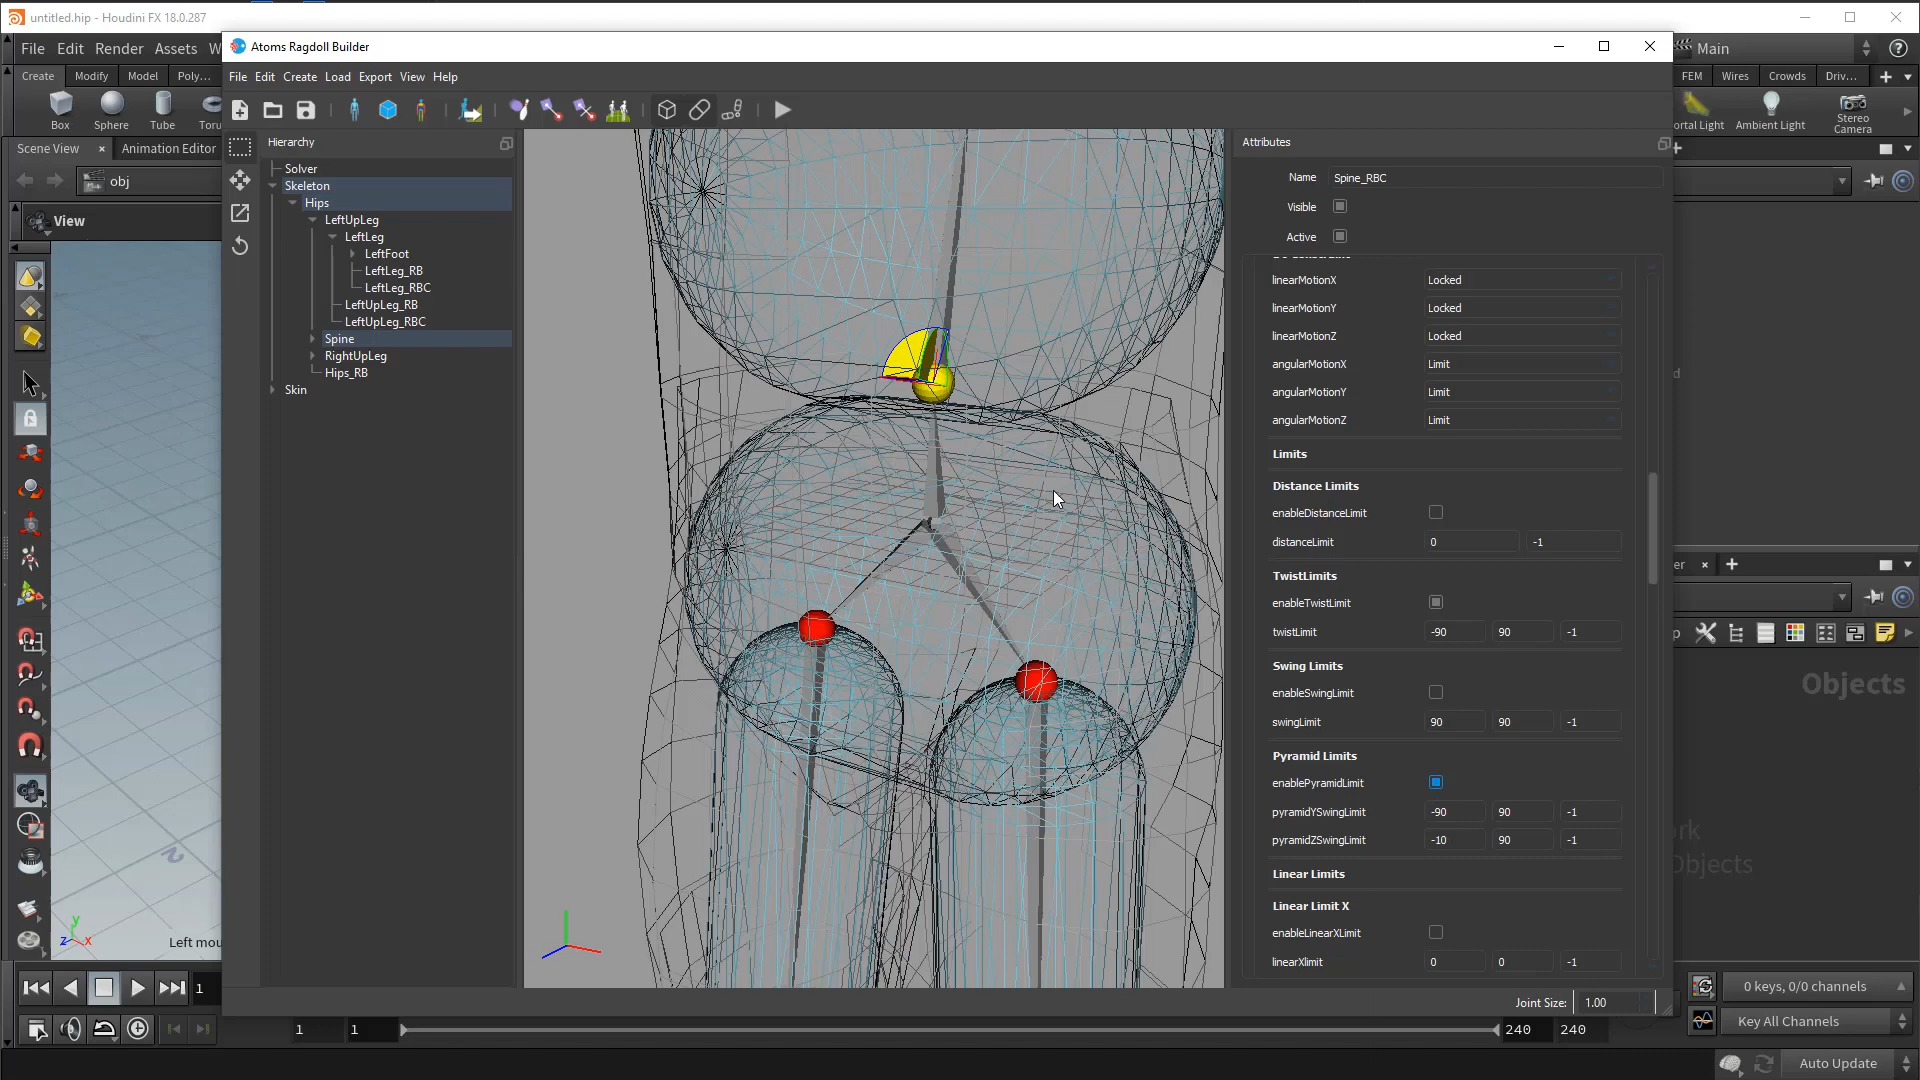 untitled.hip - Houdini FX 18.0.287
File Edit Render Assets W
Main
Create Modify Model Poly...
FEM Wires Crowds Driv...
Box Sphere Tube Toru
ortal Light Ambient Light Stereo Camera
Scene View Animation Editor
obj
View
Left mou
Atoms Ragdoll Builder
File Edit Create Load Export View Help
Hierarchy
Solver
Skeleton
Hips
LeftUpLeg
LeftLeg
LeftFoot
LeftLeg_RB
LeftLeg_RBC
LeftUpLeg_RB
LeftUpLeg_RBC
Spine
RightUpLeg
Hips_RB
Skin
Attributes
Name Spine_RBC
Visible
Active
linearMotionX Locked
linearMotionY Locked
linearMotionZ Locked
angularMotionX Limit
angularMotionY Limit
angularMotionZ Limit
Limits
Distance Limits
enableDistanceLimit
distanceLimit 0 -1
TwistLimits
enableTwistLimit
twistLimit -90 90 -1
Swing Limits
enableSwingLimit
swingLimit 90 90 -1
Pyramid Limits
enablePyramidLimit
pyramidYSwingLimit -90 90 -1
pyramidZSwingLimit -10 90 -1
Linear Limits
Linear Limit X
enableLinearXLimit
linearXlimit 0 0 -1
Joint Size: 1.00
y
z x
er
p
Objects
rk
Objects
1
1 1 240 240
0 keys, 0/0 channels
Key All Channels
Auto Update